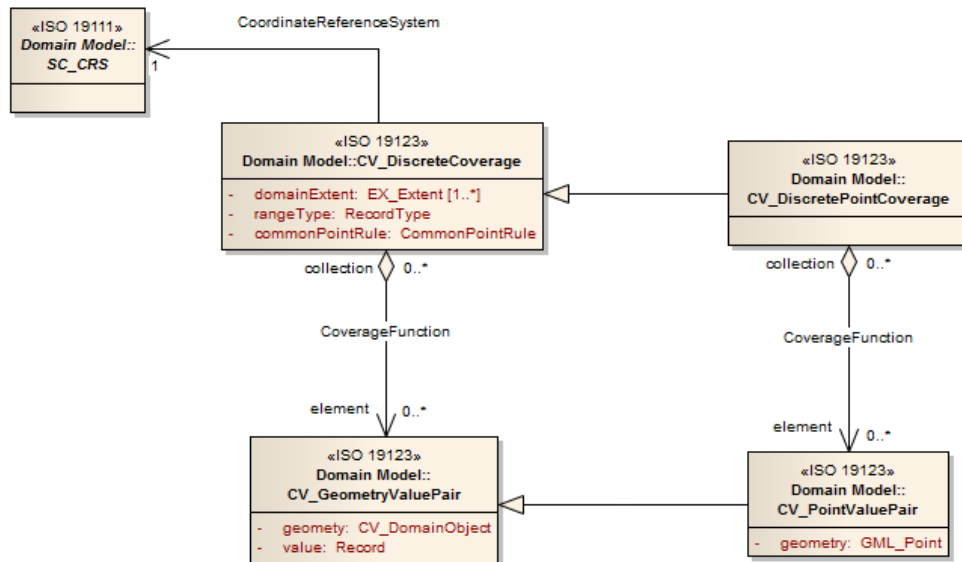 «ISO 19111»
Domain Model::
SC_CRS
CoordinateReferenceSystem
1
«ISO 19123»
Domain Model::CV_DiscreteCoverage
- domainExtent: EX_Extent [1..*]
- rangeType: RecordType
- commonPointRule: CommonPointRule
«ISO 19123»
Domain Model::
CV_DiscretePointCoverage
collection 0..*
CoverageFunction
element 0..*
collection 0..*
CoverageFunction
element 0..*
«ISO 19123»
Domain Model::
CV_GeometryValuePair
- geomety: CV_DomainObject
- value: Record
«ISO 19123»
Domain Model::
CV_PointValuePair
- geometry: GML_Point